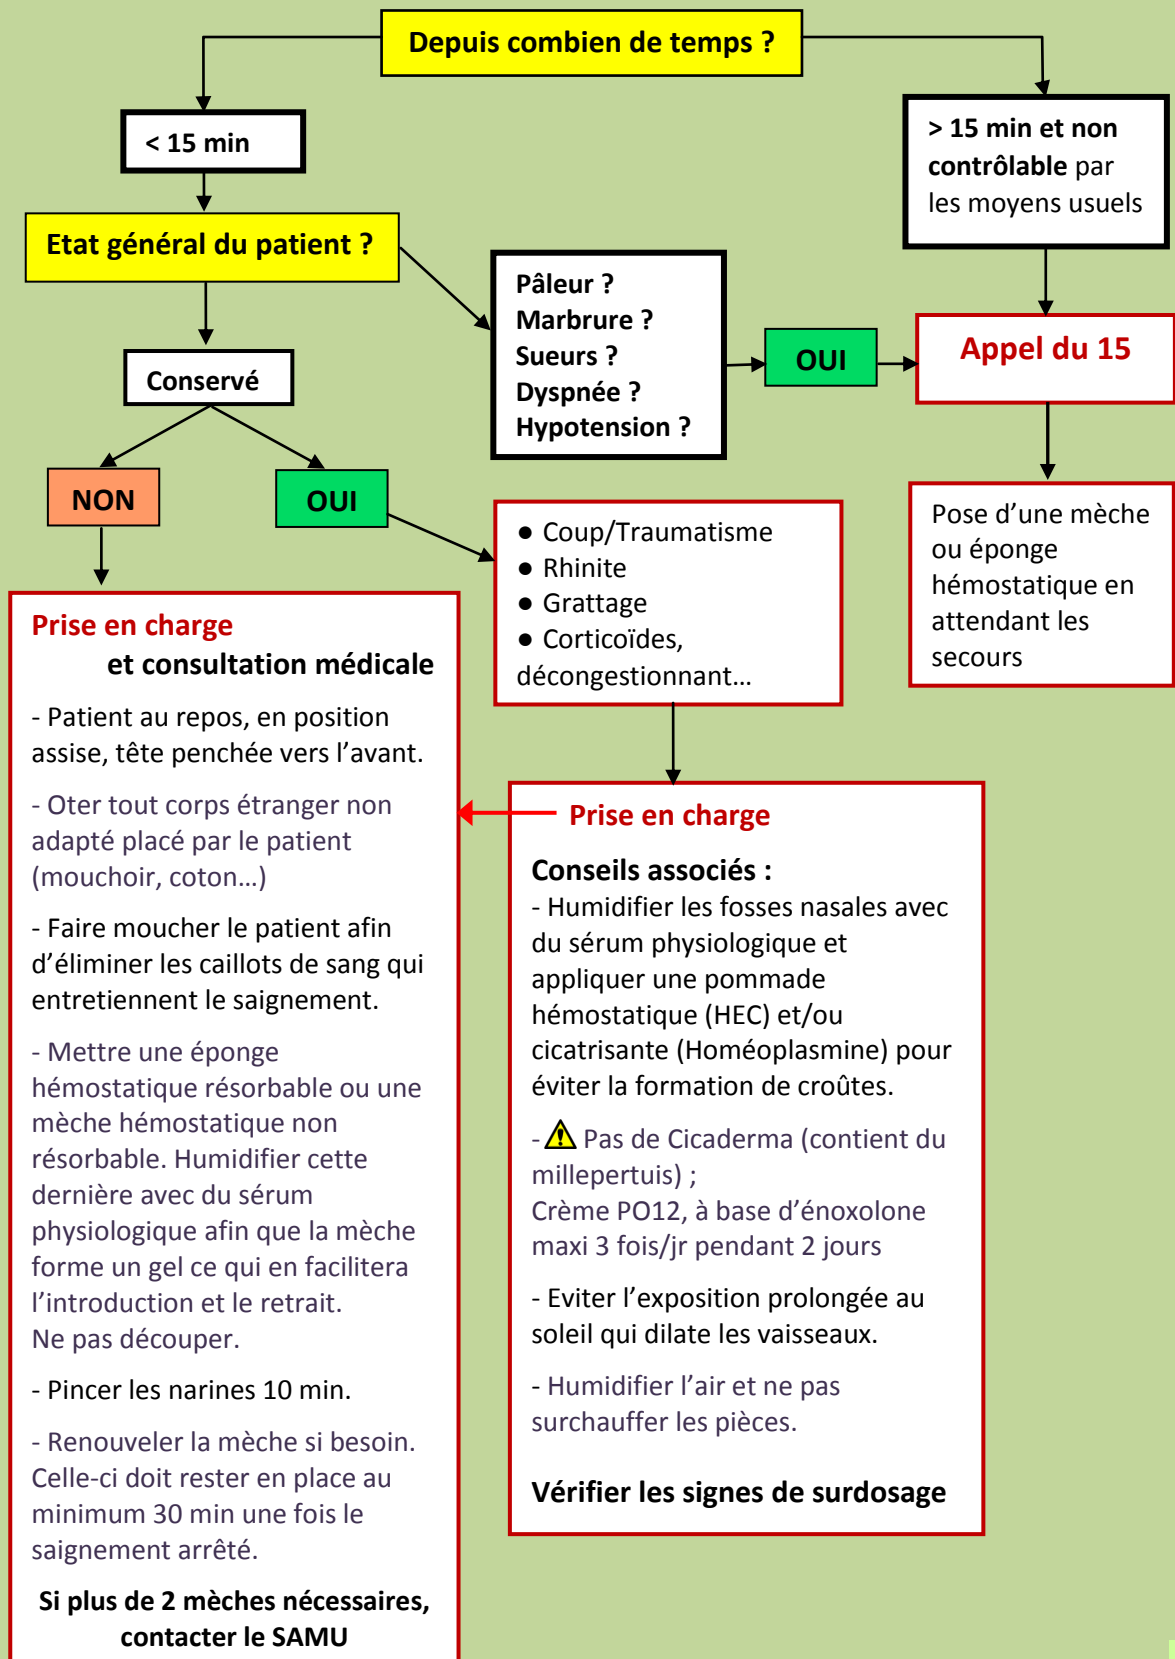 Depuis combien de temps ?
< 15 min
> 15 min et non
contrôlable par
les moyens usuels
Etat général du patient ?
Pâleur ?
Marbrure ?
Sueurs ?
Dyspnée ?
Hypotension ?
OUI
Appel du 15
Conservé
NON
OUI
● Coup/Traumatisme
● Rhinite
● Grattage
● Corticoïdes,
décongestionnant…
Pose d’une mèche
ou éponge
hémostatique en
attendant les
secours
Prise en charge
et consultation médicale
- Patient au repos, en position
assise, tête penchée vers l’avant.
- Oter tout corps étranger non
adapté placé par le patient
(mouchoir, coton…)
- Faire moucher le patient afin
d’éliminer les caillots de sang qui
entretiennent le saignement.
- Mettre une éponge
hémostatique résorbable ou une
mèche hémostatique non
résorbable. Humidifier cette
dernière avec du sérum
physiologique afin que la mèche
forme un gel ce qui en facilitera
l’introduction et le retrait.
Ne pas découper.
- Pincer les narines 10 min.
- Renouveler la mèche si besoin.
Celle-ci doit rester en place au
minimum 30 min une fois le
saignement arrêté.
Si plus de 2 mèches nécessaires,
contacter le SAMU
Prise en charge
Conseils associés :
- Humidifier les fosses nasales avec
du sérum physiologique et
appliquer une pommade
hémostatique (HEC) et/ou
cicatrisante (Homéoplasmine) pour
éviter la formation de croûtes.
- Pas de Cicaderma (contient du
millepertuis) ;
Crème PO12, à base d’énoxolone
maxi 3 fois/jr pendant 2 jours
- Eviter l’exposition prolongée au
soleil qui dilate les vaisseaux.
- Humidifier l’air et ne pas
surchauffer les pièces.
Vérifier les signes de surdosage